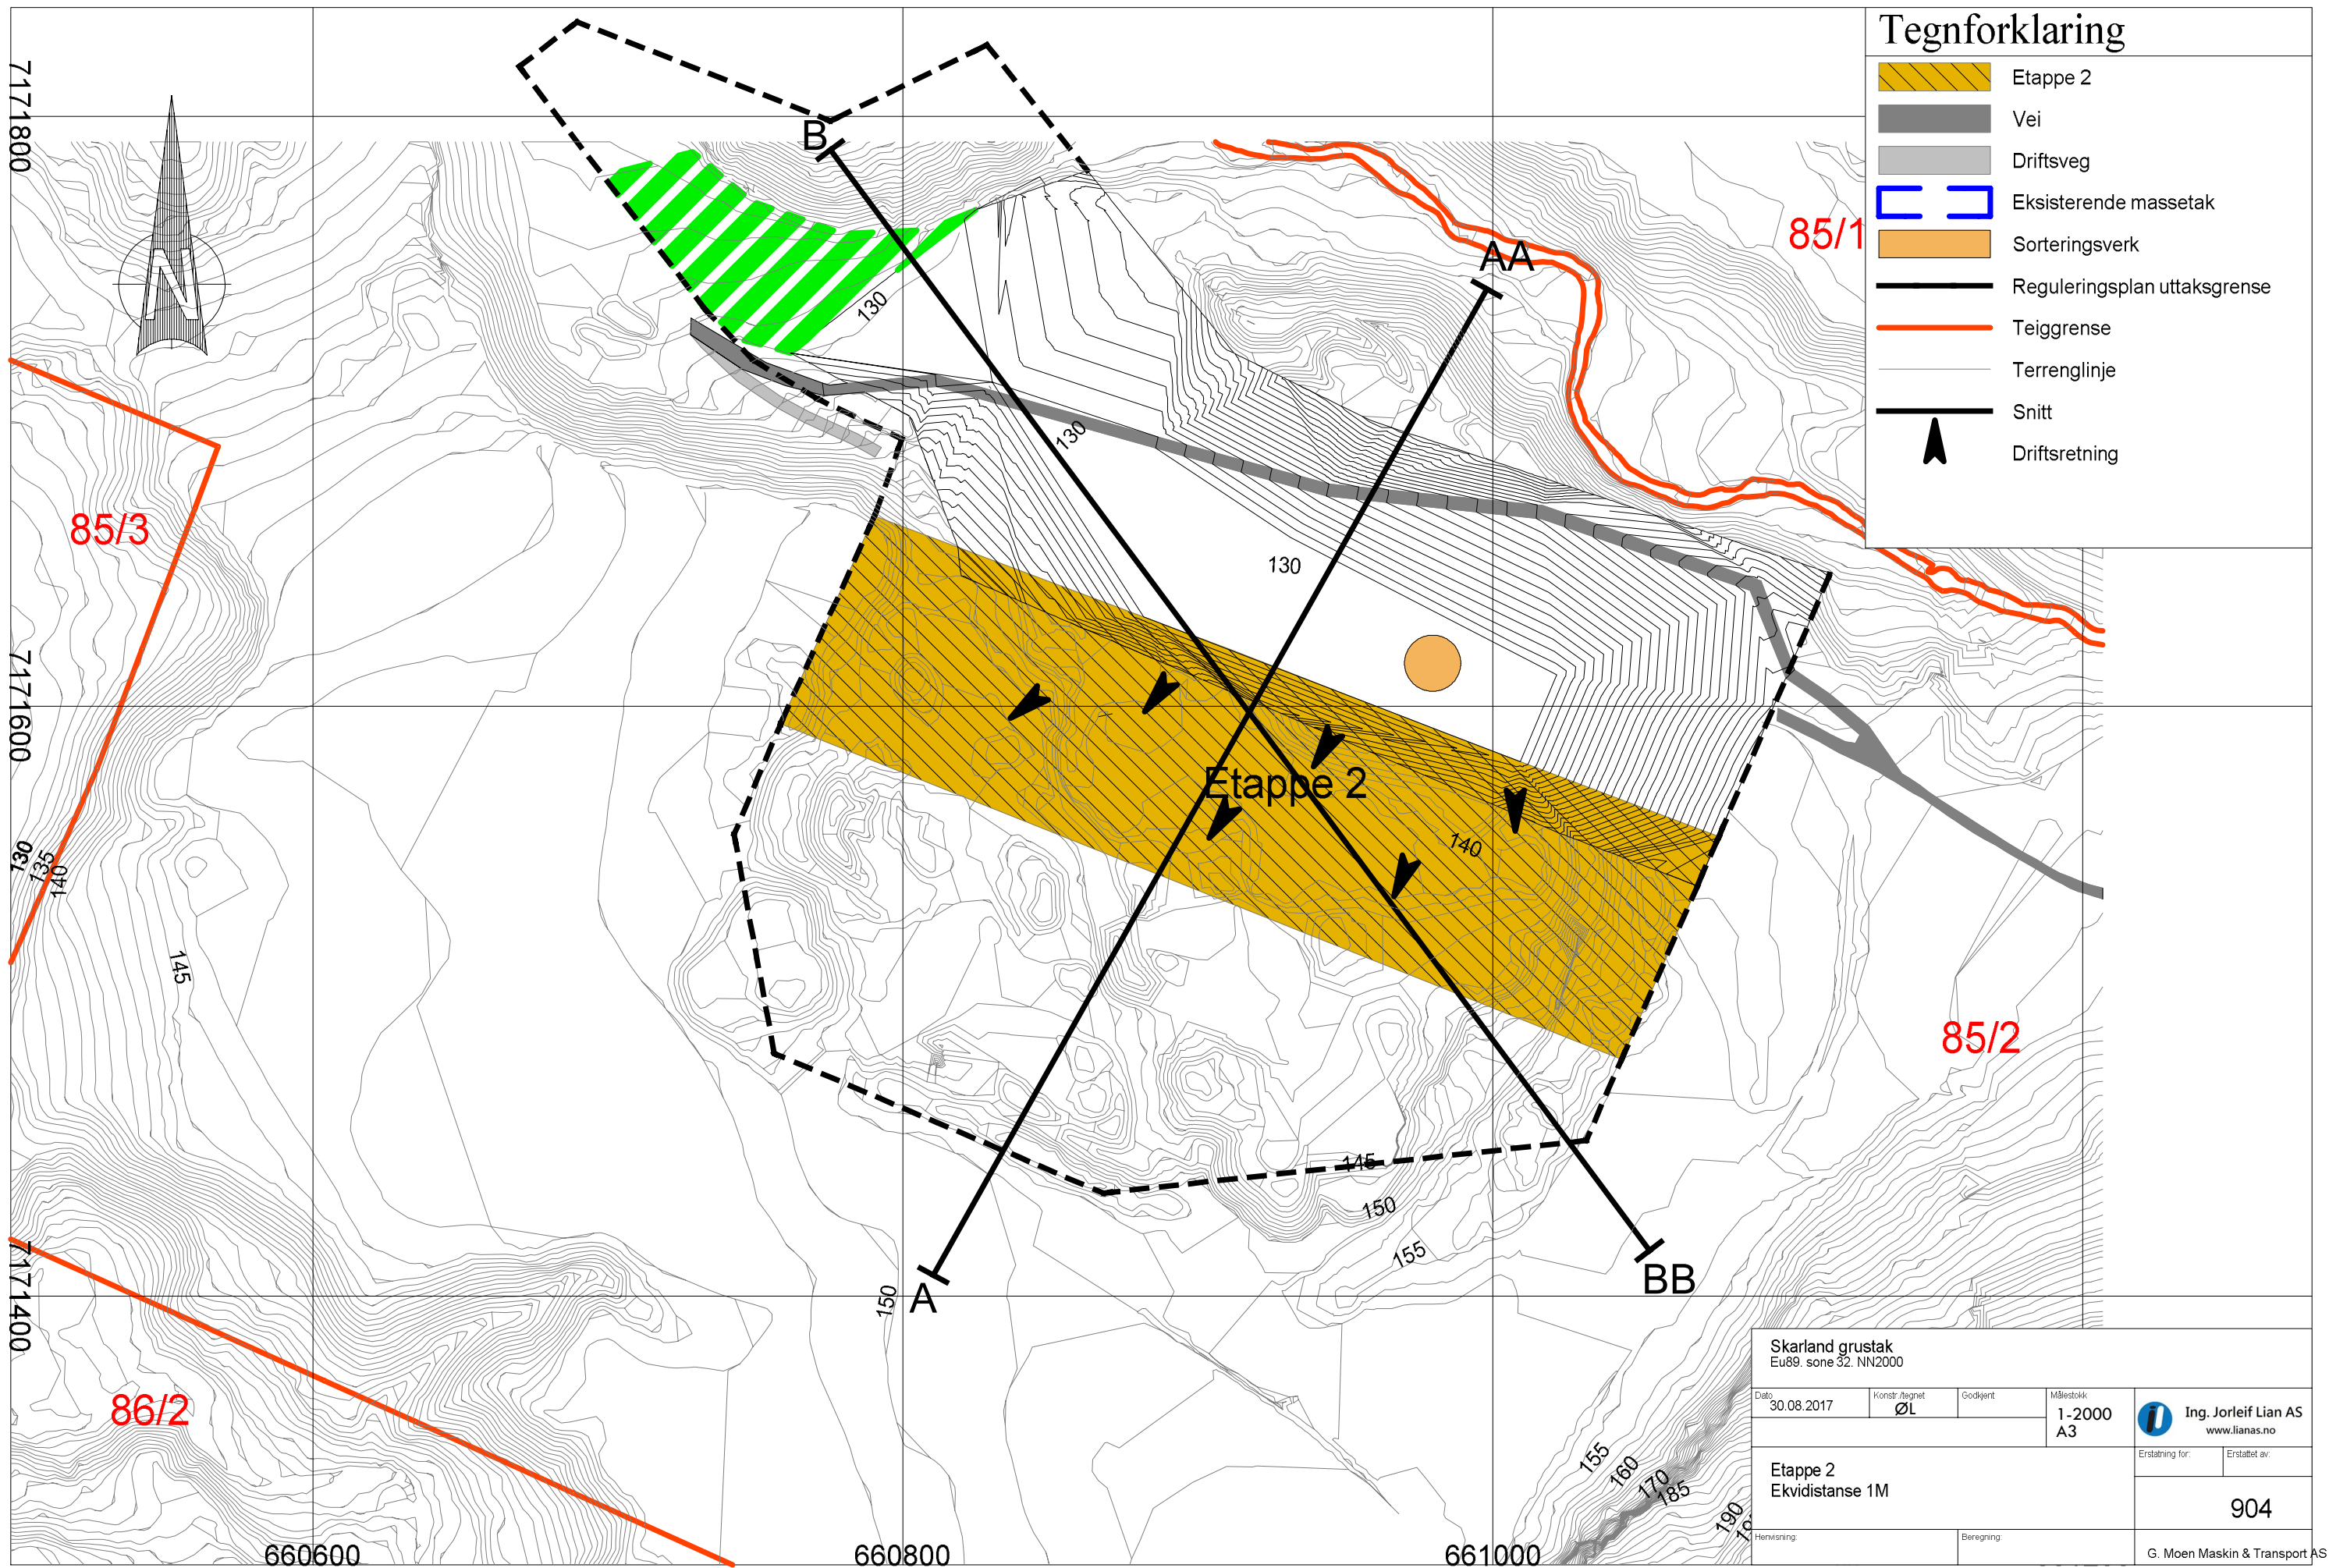 Tegnforklaring
Etappe 2
Vei
Driftsveg
Eksisterende massetak
Sorteringsverk
Reguleringsplan uttaksgrense
Teiggrense
Terrenglinje
Snitt
Driftsretning
7171800
7171600
7171400
660600
660800
661000
N
B
AA
85/1
130
130
130
85/3
Etappe 2
140
130
135
140
145
85/2
145
150
155
150
A
BB
86/2
155
160
170
185
190
Skarland grustak
Eu89. sone 32. NN2000
Dato
30.08.2017
Konstr./tegnet
ØL
Godkjent
Målestokk
1-2000
A3
Ing. Jorleif Lian AS
www.lianas.no
Erstatning for:
Erstattet av:
Etappe 2
Ekvidistanse 1M
904
Henvisning:
Beregning:
G. Moen Maskin & Transport AS